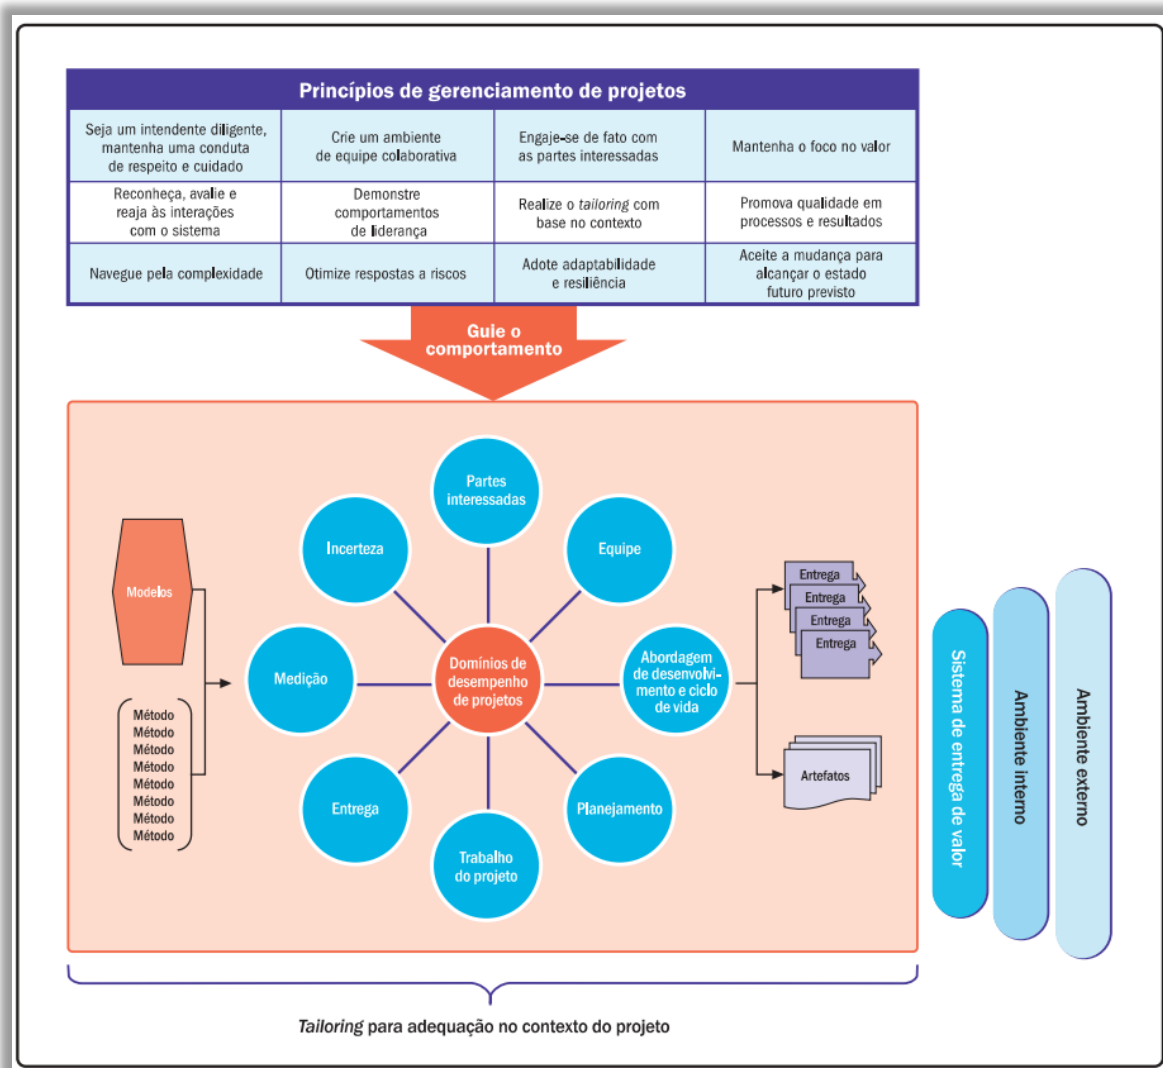 Princípios de gerenciamento de projetos
Seja um intendente diligente,
mantenha uma conduta
de respeito e cuidado
Crie um ambiente
de equipe colaborativa
Engaje-se de fato com
as partes interessadas
Mantenha o foco no valor
Reconheça, avalie e
reaja às interações
com o sistema
Demonstre
comportamentos
de liderança
Realize o tailoring com
base no contexto
Promova qualidade em
processos e resultados
Navegue pela complexidade
Otimize respostas a riscos
Adote adaptabilidade
e resiliência
Aceite a mudança para
alcançar o estado
futuro previsto
Guie o
comportamento
Partes
interessadas
Incerteza
Equipe
Modelos
Medição
Domínios de
desempenho
de projetos
Abordagem
de desenvolvi-
mento e ciclo
de vida
Entrega
Entrega
Entrega
Entrega
Método
Método
Método
Método
Método
Método
Método
Método
Entrega
Trabalho
do projeto
Planejamento
Artefatos
Sistema de entrega de valor
Ambiente interno
Ambiente externo
Tailoring para adequação no contexto do projeto